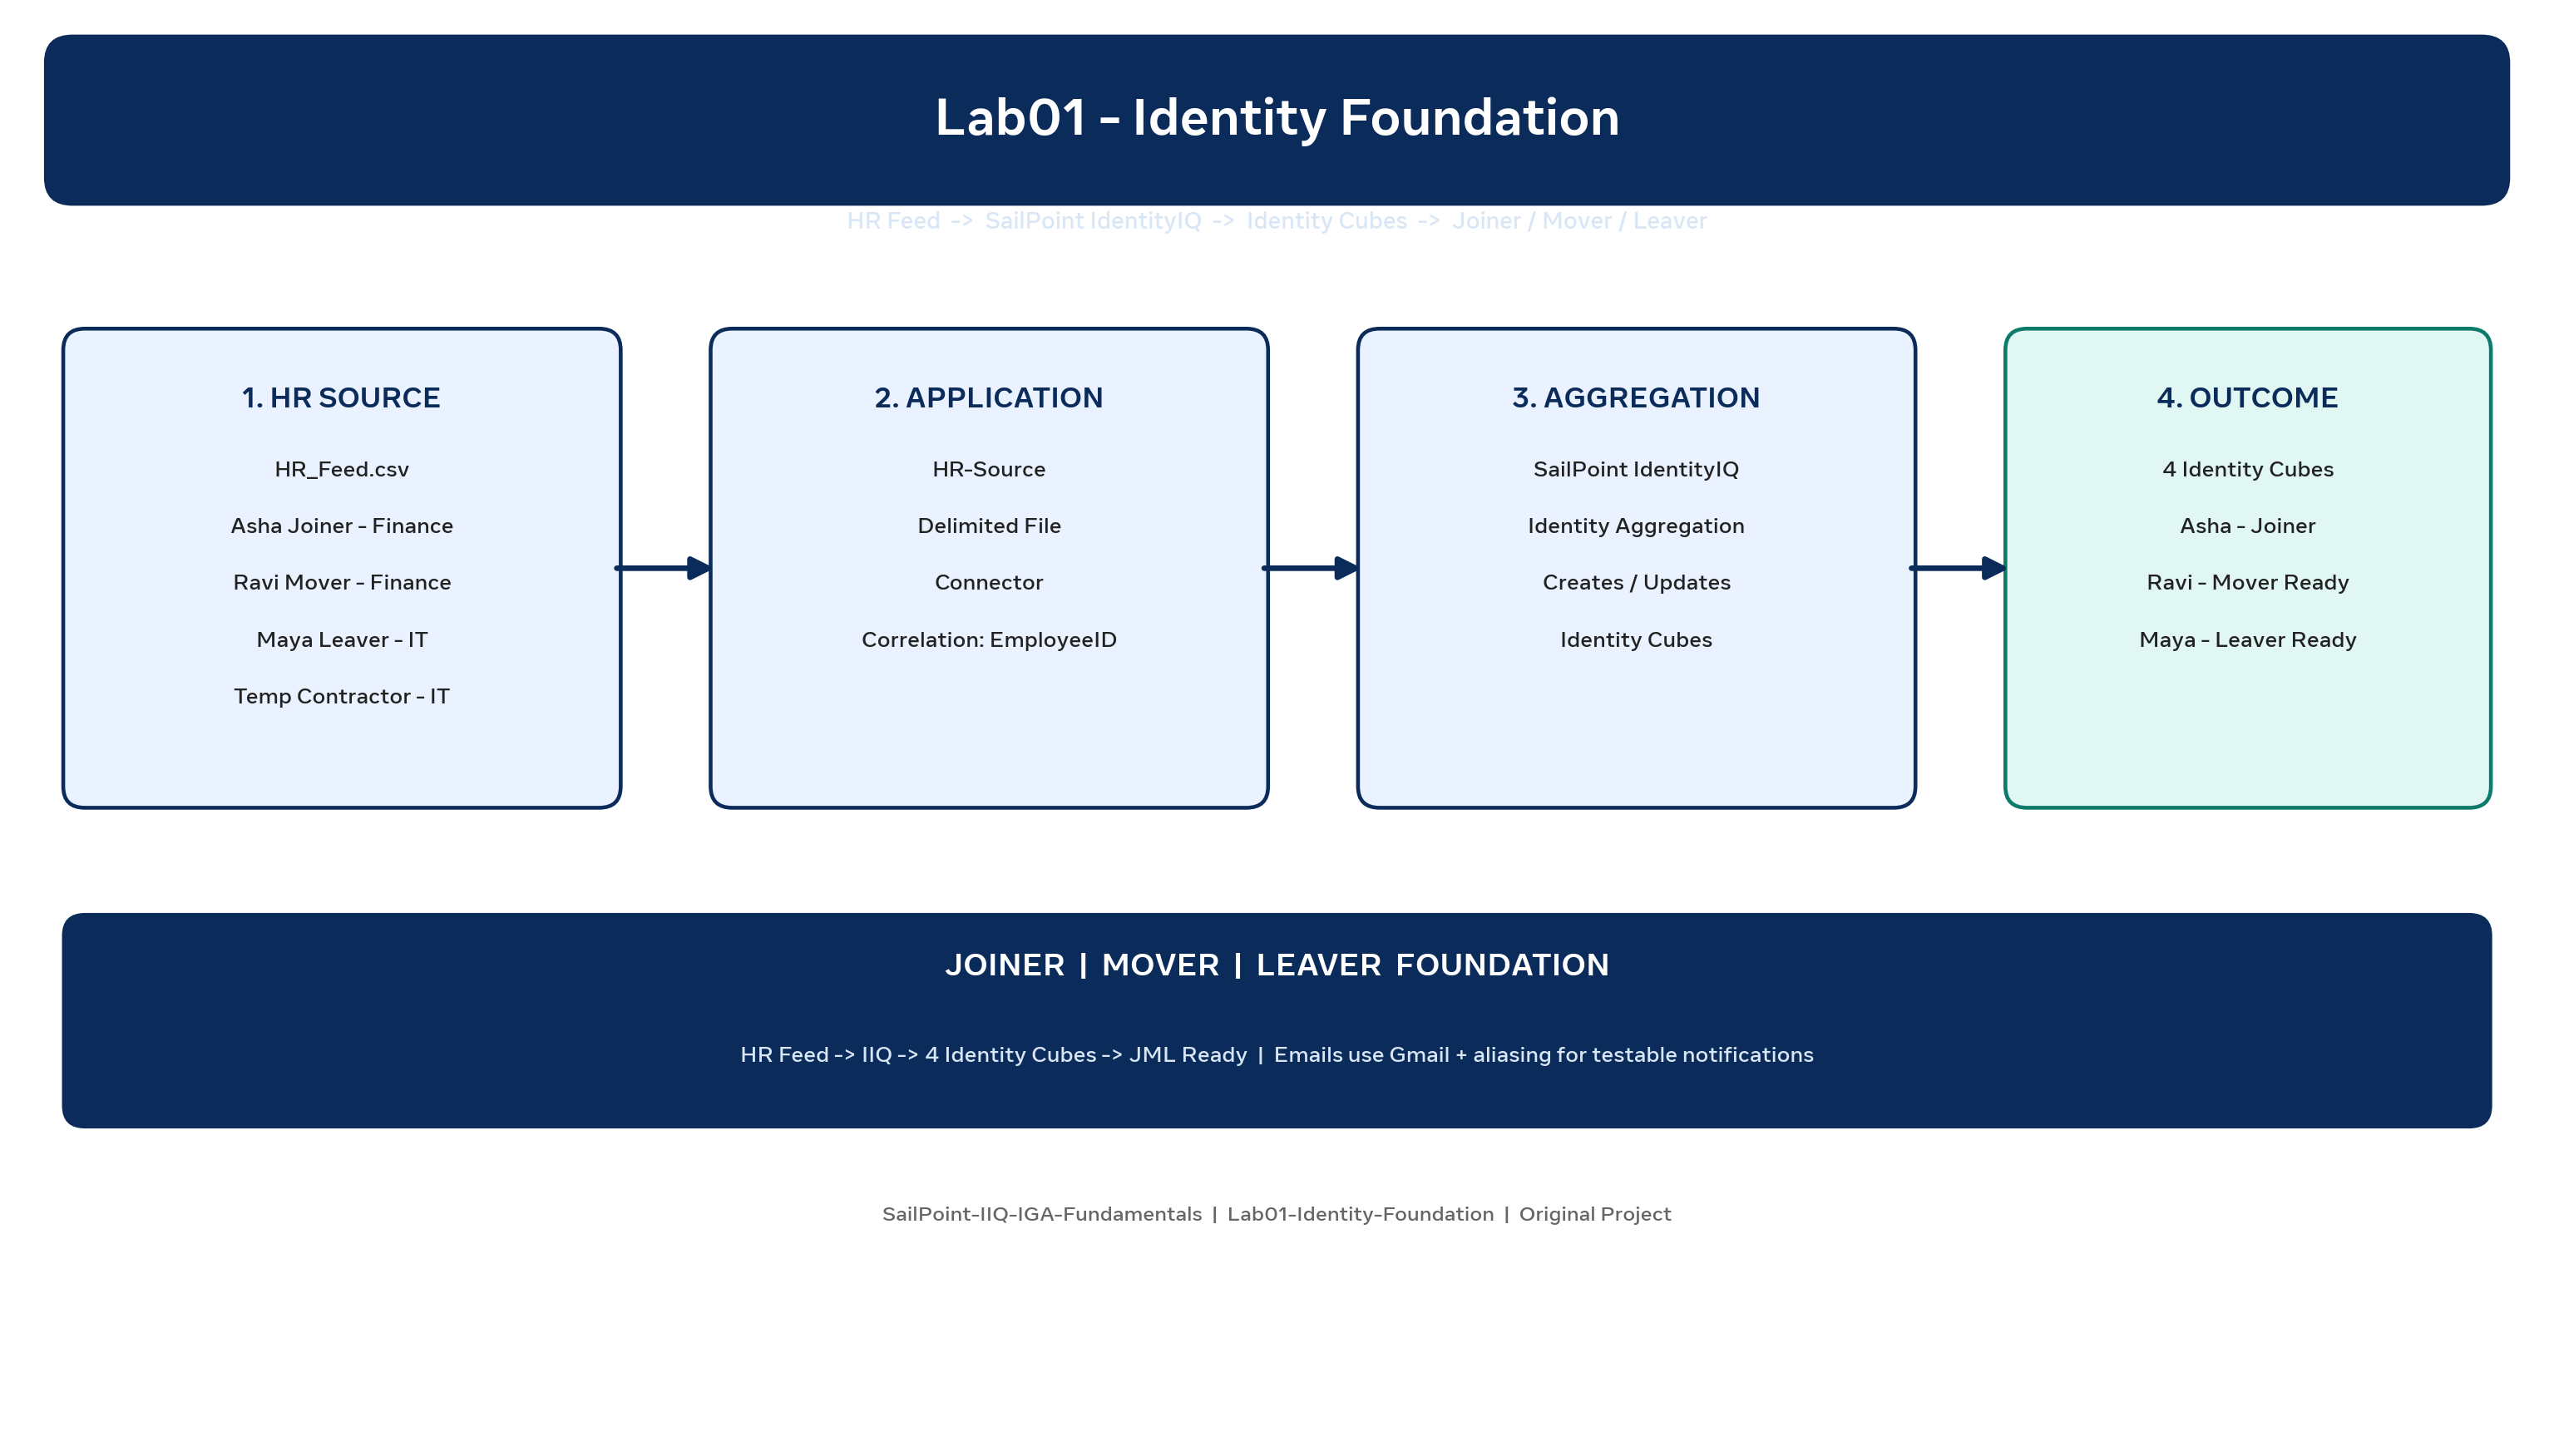 Lab01 - Identity Foundation
HR Feed -> SailPoint IdentityIQ -> Identity Cubes -> Joiner / Mover / Leaver
1. HR SOURCE
HR_Feed.csv
Asha Joiner - Finance
Ravi Mover - Finance
Maya Leaver - IT
Temp Contractor - IT
2. APPLICATION
HR-Source
Delimited File
Connector
Correlation: EmployeeID
3. AGGREGATION
SailPoint IdentityIQ
Identity Aggregation
Creates / Updates
Identity Cubes
4. OUTCOME
4 Identity Cubes
Asha - Joiner
Ravi - Mover Ready
Maya - Leaver Ready
JOINER | MOVER | LEAVER FOUNDATION
HR Feed -> IIQ -> 4 Identity Cubes -> JML Ready | Emails use Gmail + aliasing for testable notifications
SailPoint-IIQ-IGA-Fundamentals | Lab01-Identity-Foundation | Original Project